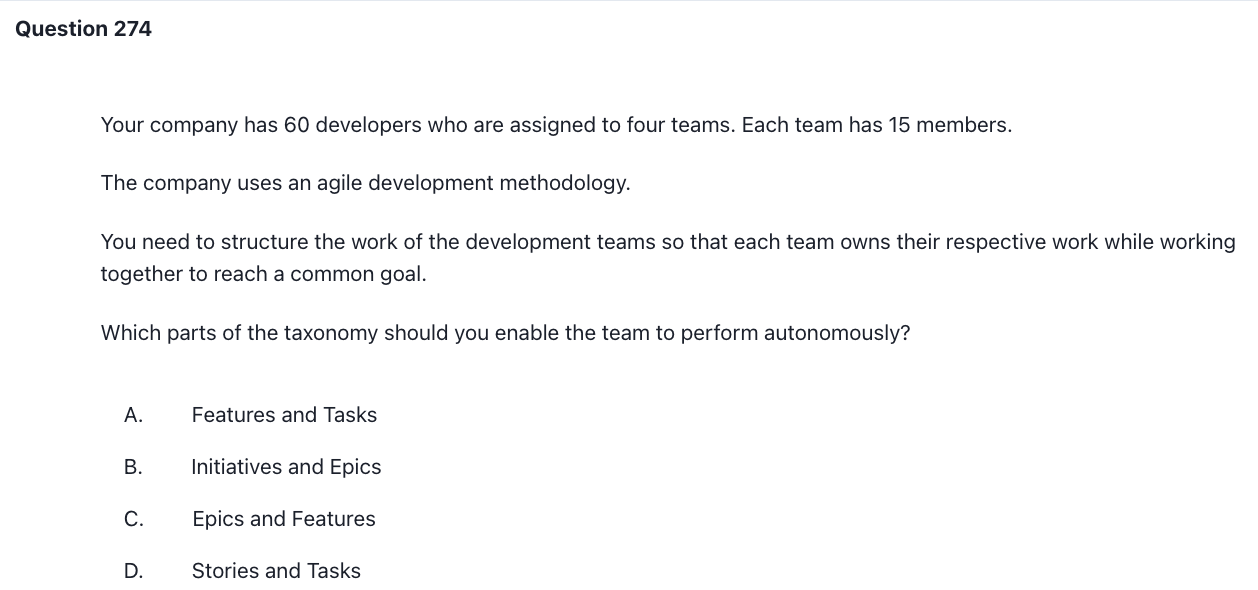 Question 274
Your company has 60 developers who are assigned to four teams. Each team has 15 members.
The company uses an agile development methodology.
You need to structure the work of the development teams so that each team owns their respective work while working
together to reach a common goal.
Which parts of the taxonomy should you enable the team to perform autonomously?
A. Features and Tasks
B. Initiatives and Epics
C. Epics and Features
D. Stories and Tasks